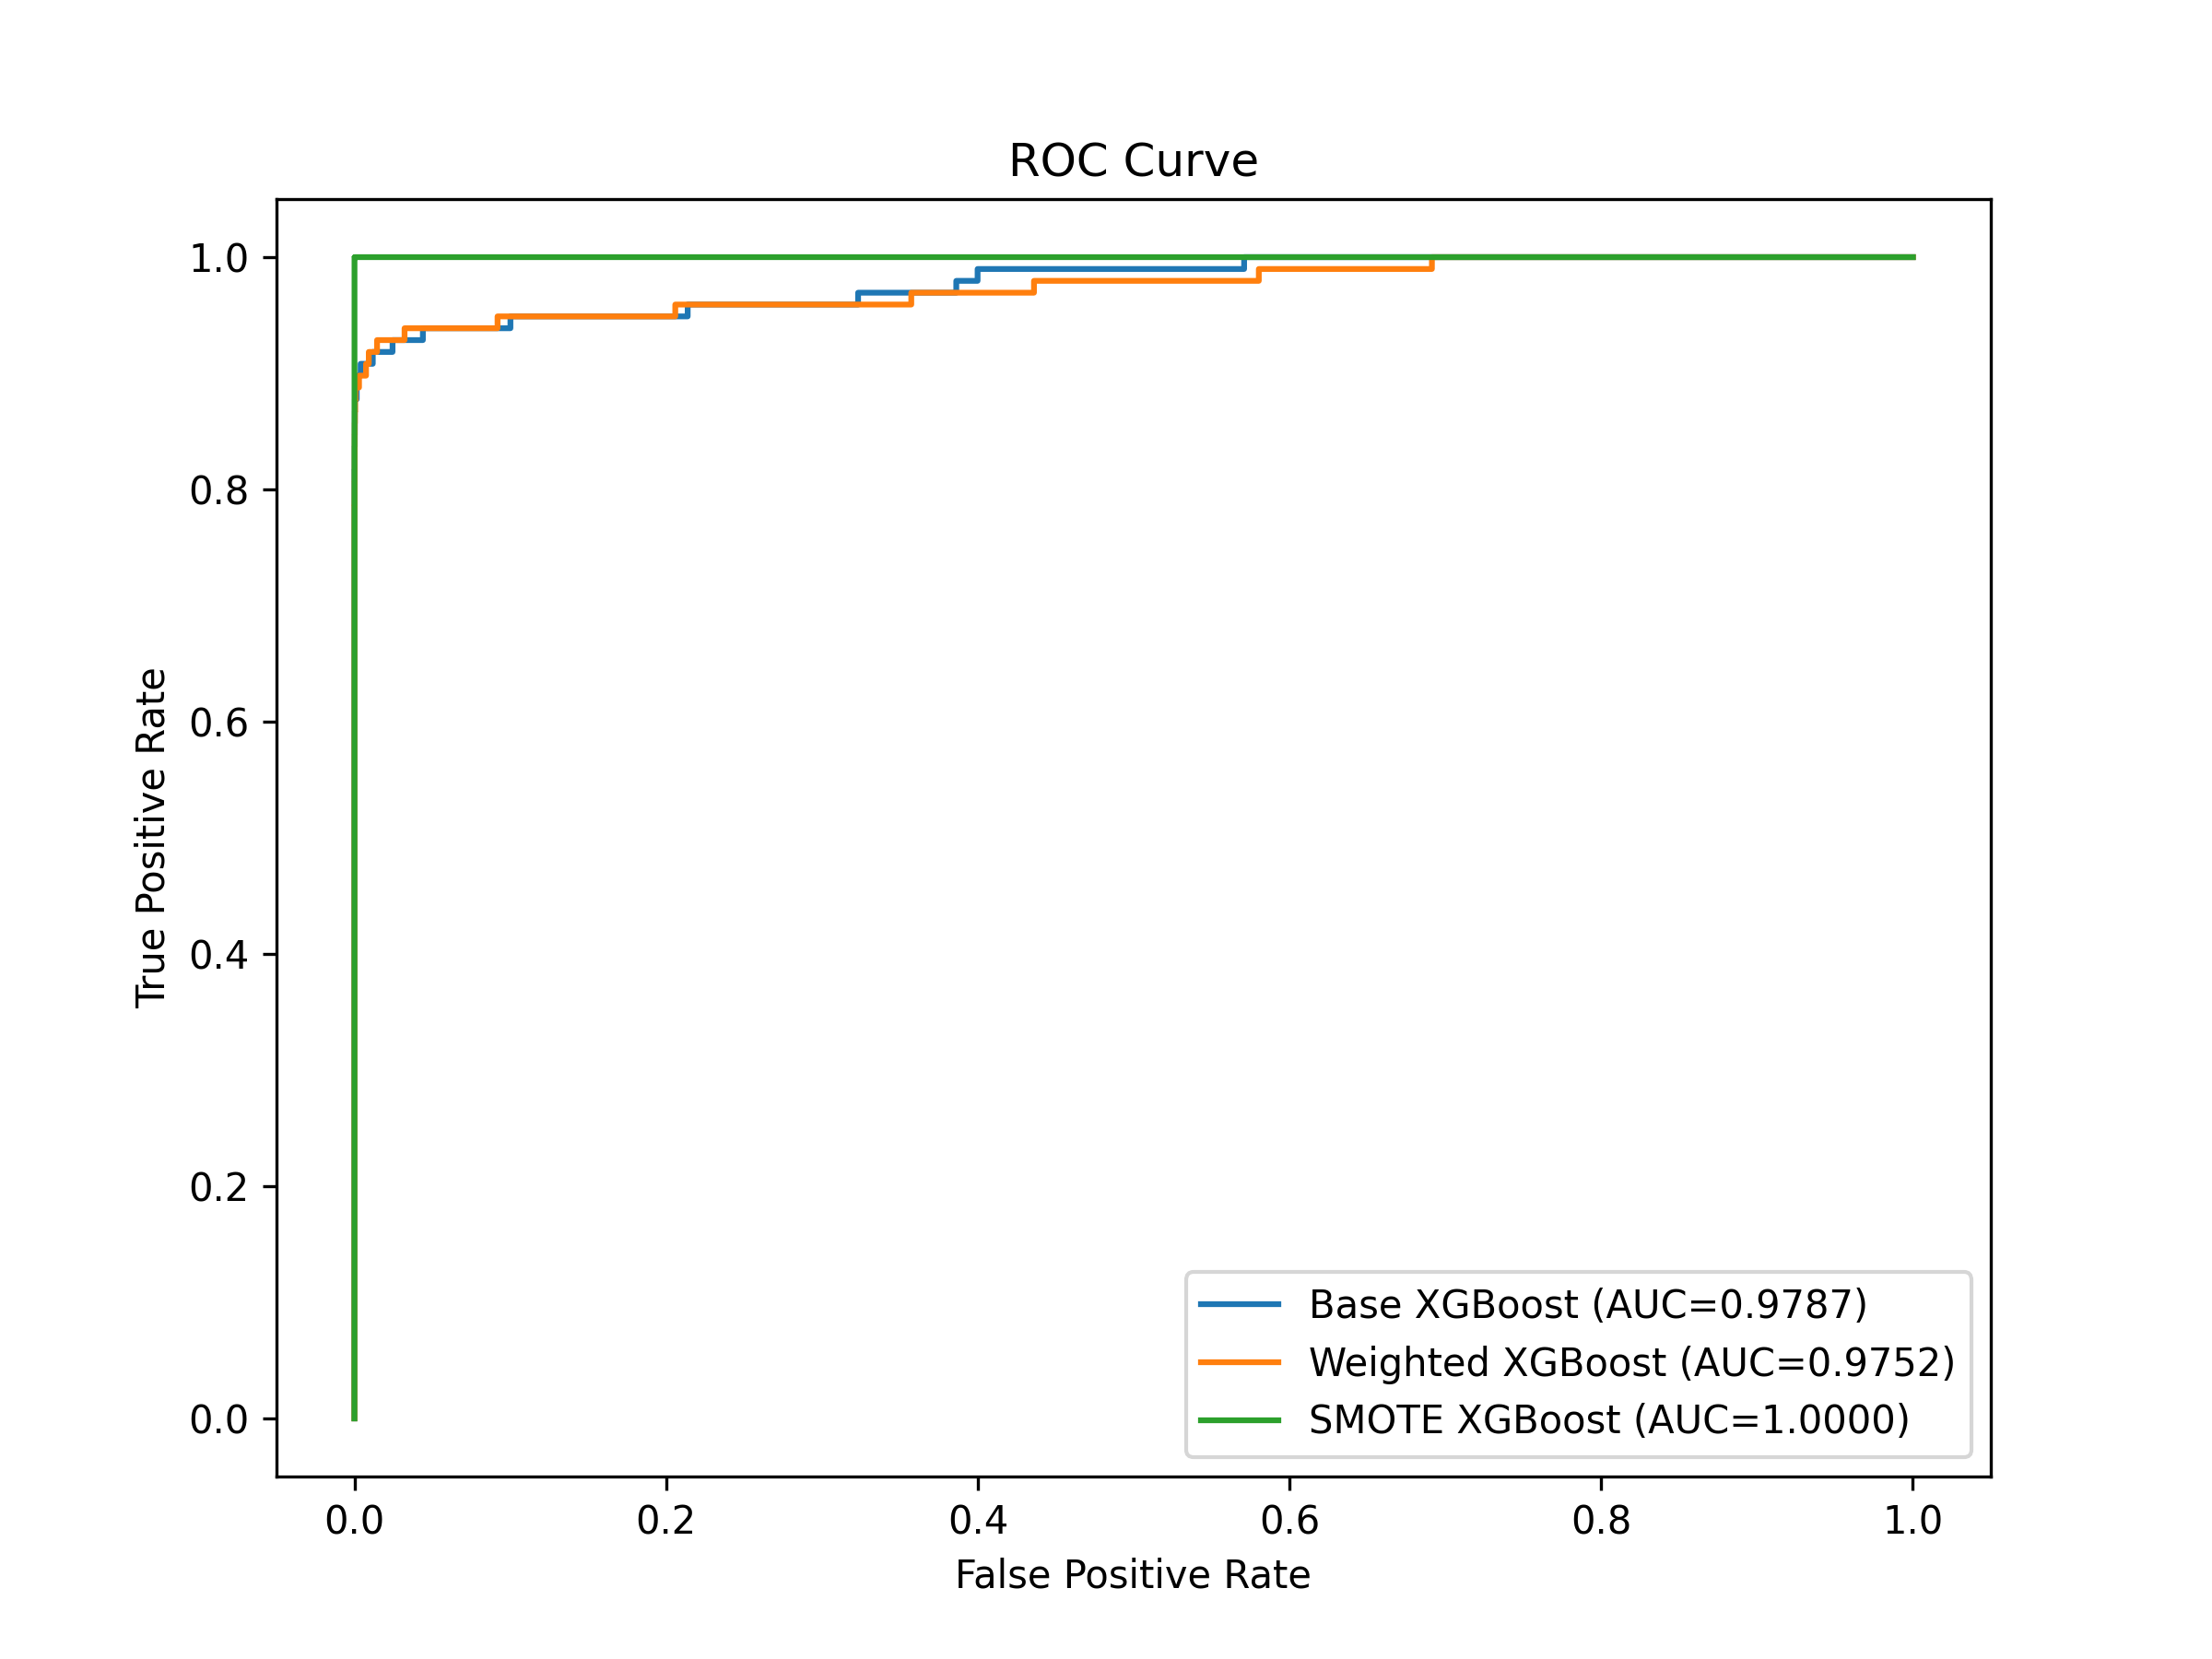 ROC Curve
1.0
0.8
0.6
0.4
0.2
0.0
True Positive Rate
Base XGBoost (AUC=0.9787)
Weighted XGBoost (AUC=0.9752)
SMOTE XGBoost (AUC=1.0000)
0.0 0.2 0.4 0.6 0.8 1.0
False Positive Rate